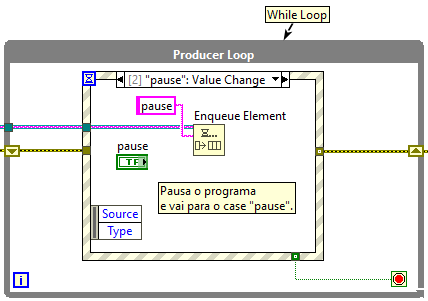 While Loop
Producer Loop
[2] "pause": Value Change
pause
Enqueue Element
pause
TF
Pausa o programa
e vai para o case "pause".
Source
Type
i